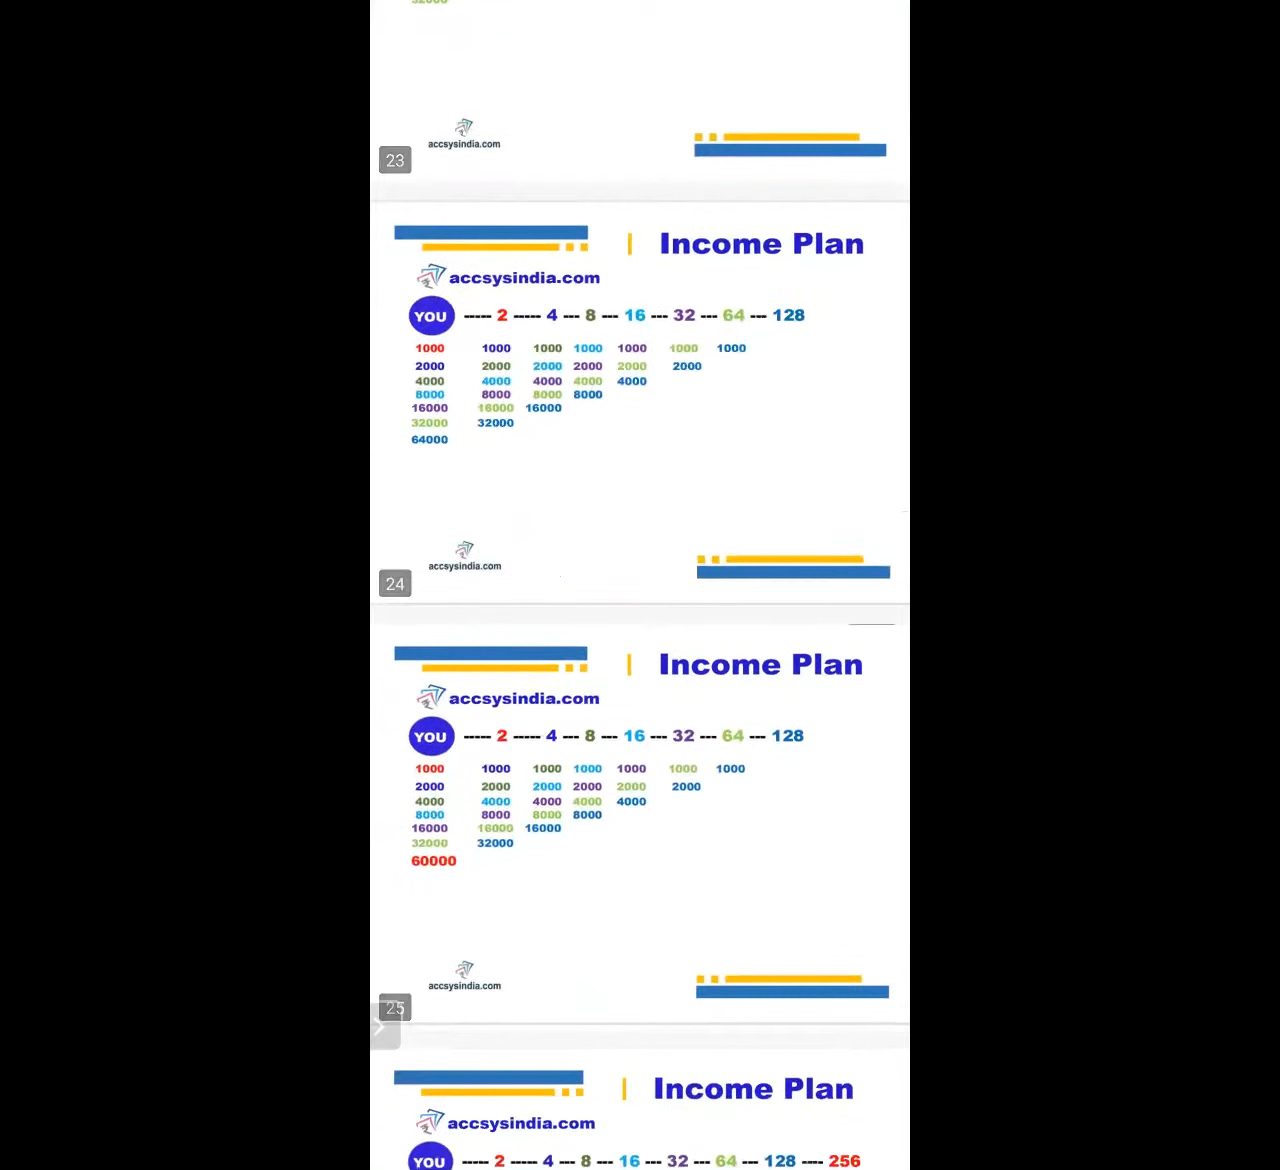 32000
accsysindia.com
23
Income Plan
accsysindia.com
YOU ----- 2 ----- 4 --- 8 --- 16 --- 32 --- 64 --- 128
1000 1000 1000 1000 1000 1000 1000
2000 2000 2000 2000 2000 2000
4000 4000 4000 4000 4000
8000 8000 8000 8000
16000 16000 16000
32000 32000
64000
accsysindia.com
24
Income Plan
accsysindia.com
YOU ----- 2 ----- 4 --- 8 --- 16 --- 32 --- 64 --- 128
1000 1000 1000 1000 1000 1000 1000
2000 2000 2000 2000 2000 2000
4000 4000 4000 4000 4000
8000 8000 8000 8000
16000 16000 16000
32000 32000
60000
accsysindia.com
25
Income Plan
accsysindia.com
YOU ----- 2 ----- 4 --- 8 --- 16 --- 32 --- 64 --- 128 ---- 256